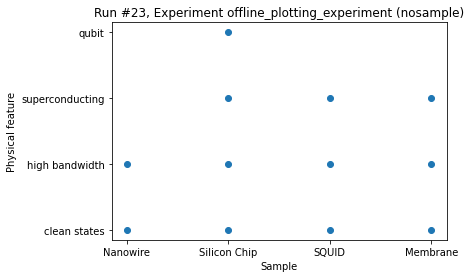 Run #23, Experiment offline_plotting_experiment (nosample)
qubit
superconducting
high bandwidth
clean states
Physical feature
Nanowire Silicon Chip SQUID Membrane
Sample